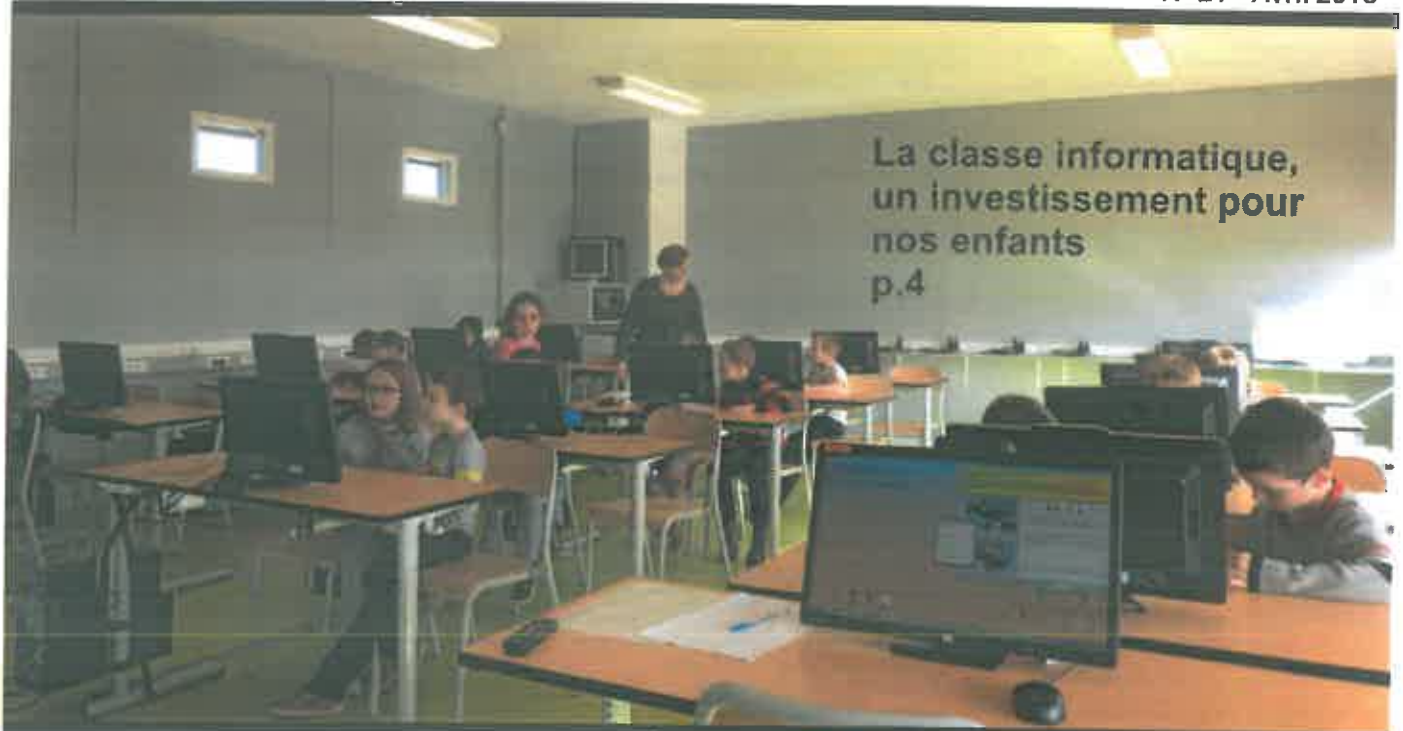 La classe informatique,
un investissement pour
nos enfants
p.4